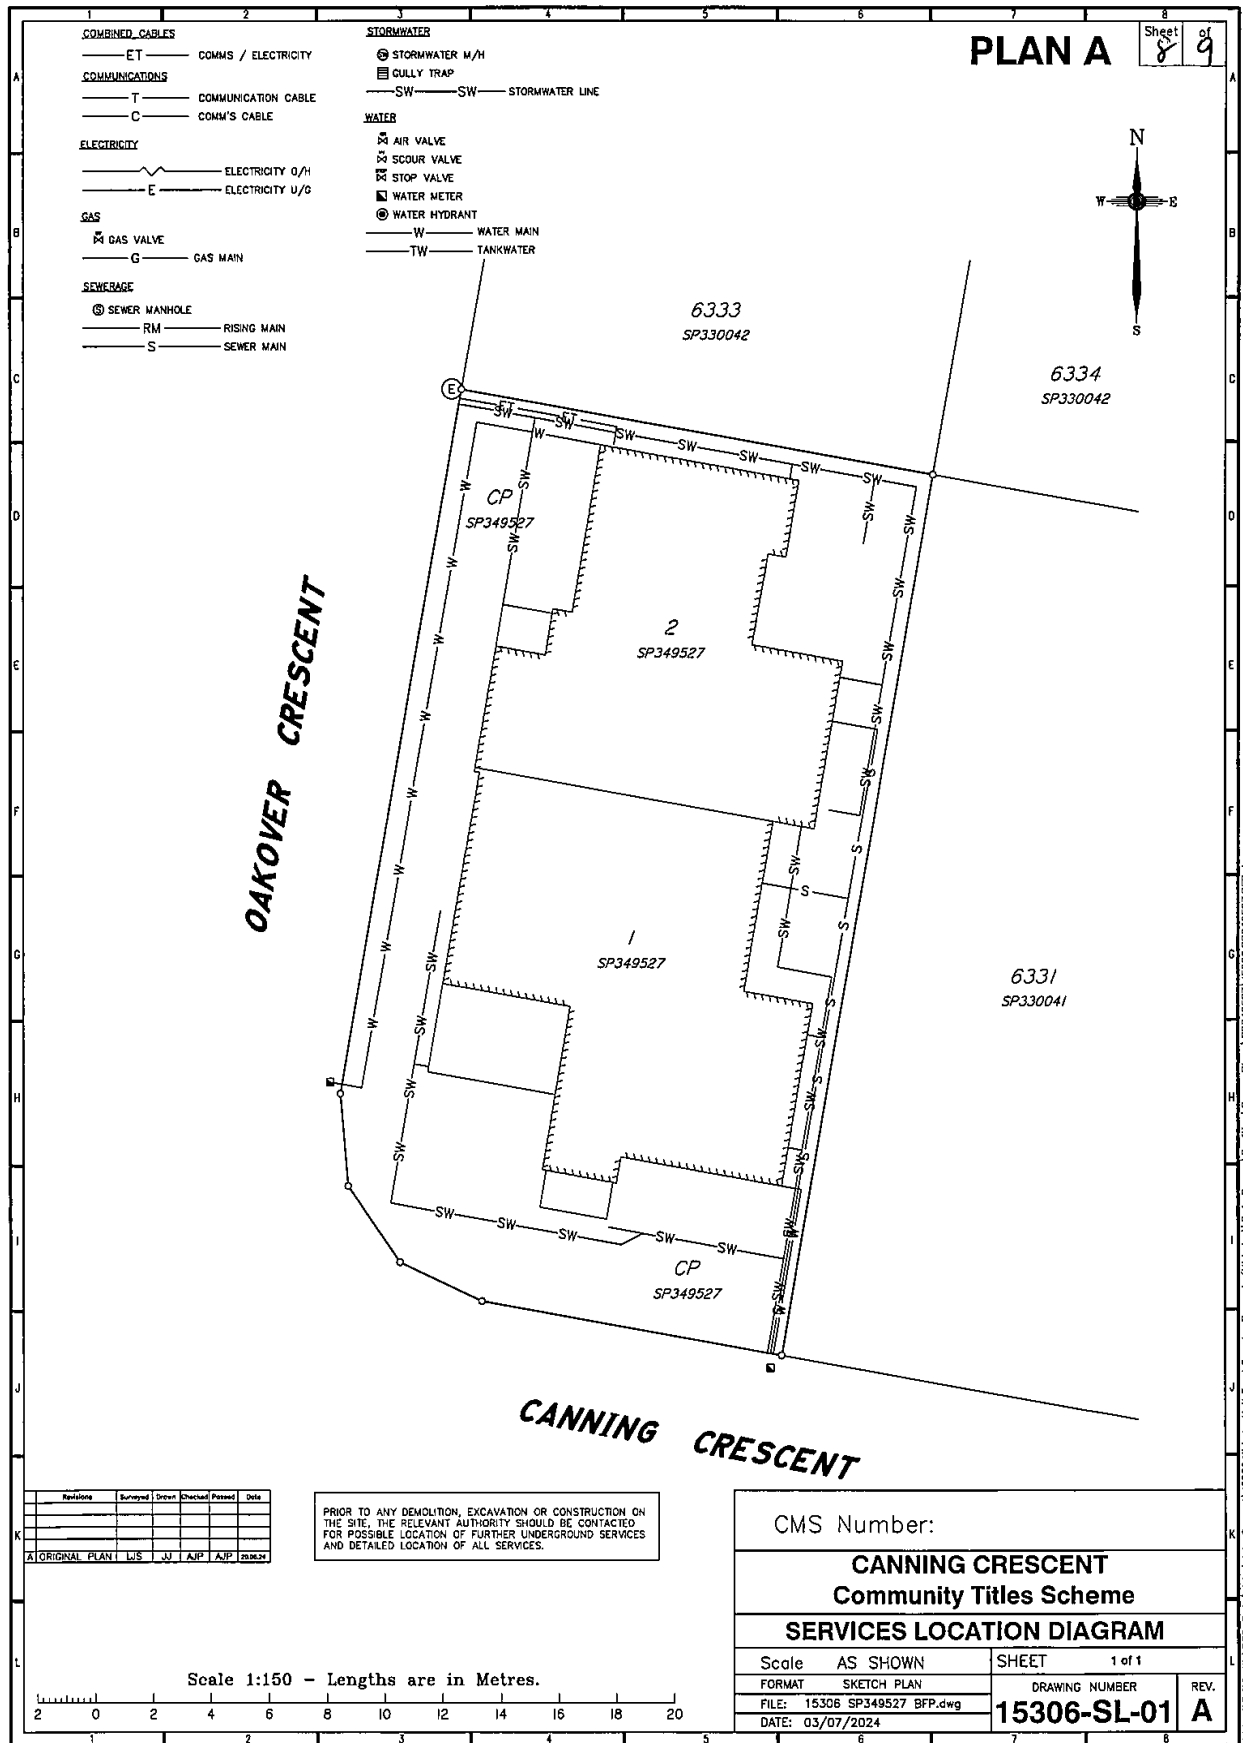 PLAN A
Sheet 8 of 9
COMBINED CABLES
ET COMMS / ELECTRICITY
COMMUNICATIONS
T COMMUNICATION CABLE
C COMM'S CABLE
ELECTRICITY
ELECTRICITY O/H
E ELECTRICITY U/G
GAS
GAS VALVE
G GAS MAIN
SEWERAGE
S SEWER MANHOLE
RM RISING MAIN
S SEWER MAIN
STORMWATER
STORMWATER M/H
GULLY TRAP
SW SW STORMWATER LINE
WATER
AIR VALVE
SCOUR VALVE
STOP VALVE
WATER METER
WATER HYDRANT
W WATER MAIN
TW TANKWATER
N
W E
S
6333
SP330042
6334
SP330042
E
CP
SP349527
2
SP349527
1
SP349527
6331
SP330041
CP
SP349527
OAKOVER CRESCENT
CANNING CRESCENT
Revisions Surveyed Drawn Checked Passed Date
A ORIGINAL PLAN LJS JJ AJP AJP 20.06.24
PRIOR TO ANY DEMOLITION, EXCAVATION OR CONSTRUCTION ON
THE SITE, THE RELEVANT AUTHORITY SHOULD BE CONTACTED
FOR POSSIBLE LOCATION OF FURTHER UNDERGROUND SERVICES
AND DETAILED LOCATION OF ALL SERVICES.
Scale 1:150 - Lengths are in Metres.
2 0 2 4 6 8 10 12 14 16 18 20
CMS Number:
CANNING CRESCENT
Community Titles Scheme
SERVICES LOCATION DIAGRAM
Scale AS SHOWN
SHEET 1 of 1
FORMAT SKETCH PLAN
FILE: 15306 SP349527 BFP.dwg
DATE: 03/07/2024
DRAWING NUMBER
15306-SL-01
REV.
A